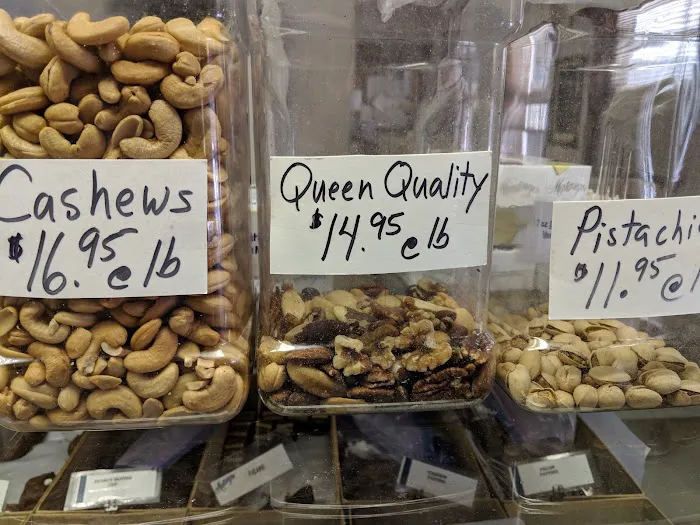 Cashews
$16.95 @ lb
Queen Quality
$14.95 @ lb
Pistachi
$11.95 @ l